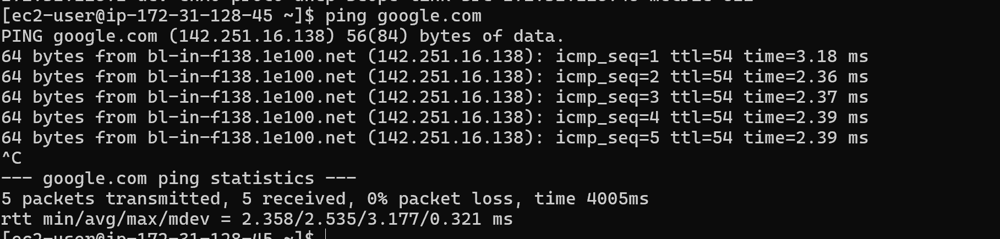 [ec2-user@ip-172-31-128-45 ~]$ ping google.com
PING google.com (142.251.16.138) 56(84) bytes of data.
64 bytes from bl-in-f138.1e100.net (142.251.16.138): icmp_seq=1 ttl=54 time=3.18 ms
64 bytes from bl-in-f138.1e100.net (142.251.16.138): icmp_seq=2 ttl=54 time=2.36 ms
64 bytes from bl-in-f138.1e100.net (142.251.16.138): icmp_seq=3 ttl=54 time=2.37 ms
64 bytes from bl-in-f138.1e100.net (142.251.16.138): icmp_seq=4 ttl=54 time=2.39 ms
64 bytes from bl-in-f138.1e100.net (142.251.16.138): icmp_seq=5 ttl=54 time=2.39 ms
^C
--- google.com ping statistics ---
5 packets transmitted, 5 received, 0% packet loss, time 4005ms
rtt min/avg/max/mdev = 2.358/2.535/3.177/0.321 ms
[ec2-user@ip-172-31-128-45 ~]$